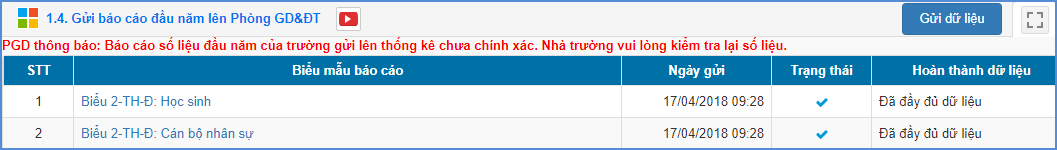 1.4. Gửi báo cáo đầu năm lên Phòng GD&ĐT Gửi dữ liệu
PGD thông báo: Báo cáo số liệu đầu năm của trường gửi lên thống kê chưa chính xác. Nhà trường vui lòng kiểm tra lại số liệu.
STT Biểu mẫu báo cáo Ngày gửi Trạng thái Hoàn thành dữ liệu
1 Biểu 2-TH-Đ: Học sinh 17/04/2018 09:28 Đã đầy đủ dữ liệu
2 Biểu 2-TH-Đ: Cán bộ nhân sự 17/04/2018 09:28 Đã đầy đủ dữ liệu